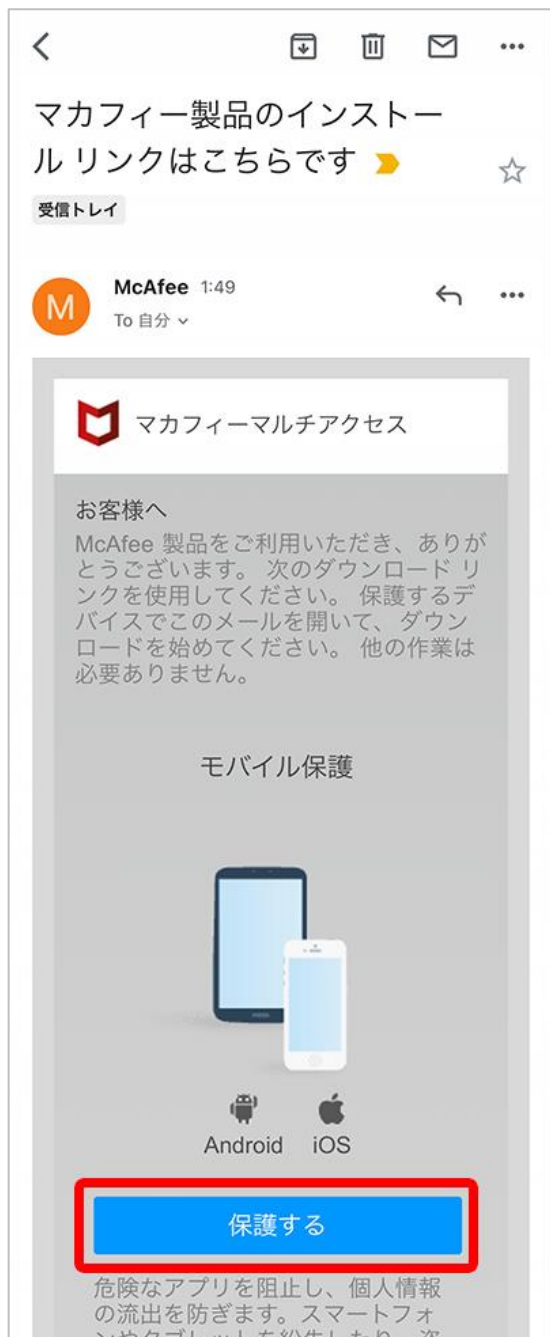 マカフィー製品のインストー
ル リンクはこちらです
受信トレイ
McAfee 1:49
M
To 自分
マカフィーマルチアクセス
お客様へ
McAfee 製品をご利用いただき、ありが
とうございます。 次のダウンロード リ
ンクを使用してください。 保護するデ
バイスでこのメールを開いて、ダウン
ロードを始めてください。 他の作業は
必要ありません。
モバイル保護
Android iOS
保護する
危険なアプリを阻止し、個人情報
の流出を防ぎます。スマートフォ